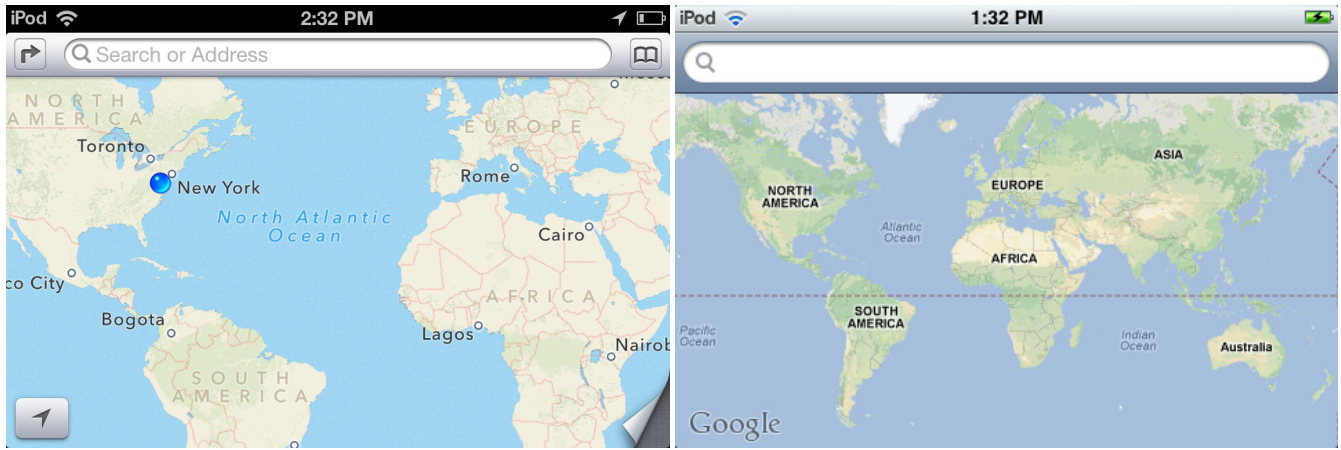 iPod
2:32 PM
Search or Address
NORTH
AMERICA
Toronto
New York
North Atlantic
Ocean
EUROPE
Rome
Cairo
co City
AFRICA
Bogota
Lagos
Nairob
SOUTH
AMERICA
iPod
1:32 PM
ASIA
NORTH
AMERICA
EUROPE
Atlantic
Ocean
AFRICA
SOUTH
AMERICA
Pacific
Ocean
Indian
Ocean
Australia
Google